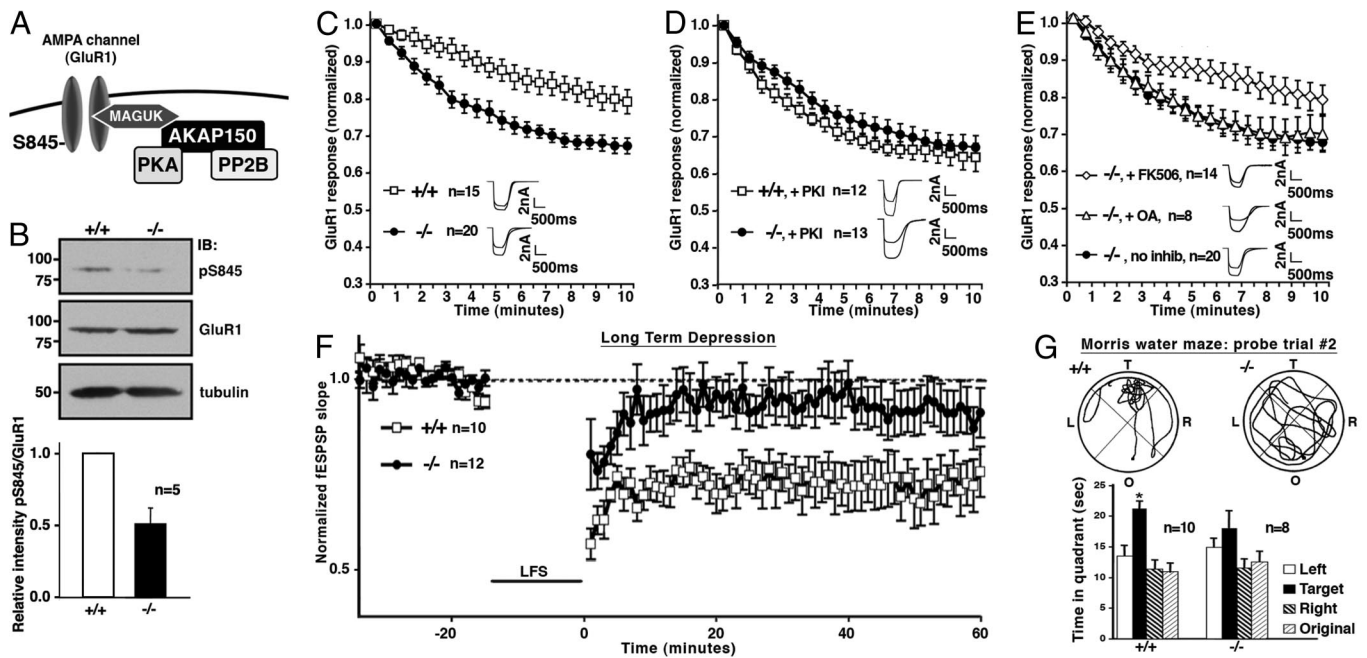 A
AMPA channel
(GluR1)
S845-
MAGUK
AKAP150
PKA
PP2B
B
+/+ -/-
IB:
100
75
pS845
100
75
GluR1
50
tubulin
Relative intensity pS845/GluR1
1.0
0.5
0.0
n=5
+/+ -/-
C
GluR1 response (normalized)
1.0
0.9
0.8
0.7
0.6
0.5
0.4
0.3
+/+ n=15
2nA
500ms
-/- n=20
2nA
500ms
0 1 2 3 4 5 6 7 8 9 10
Time (minutes)
D
GluR1 response (normalized)
1.0
0.9
0.8
0.7
0.6
0.5
0.4
0.3
+/+, + PKI n=12
2nA
500ms
-/-, + PKI n=13
2nA
500ms
0 1 2 3 4 5 6 7 8 9 10
Time (minutes)
E
GluR1 response (normalized)
1.0
0.9
0.8
0.7
0.6
0.5
0.4
0.3
-/-, + FK506, n=14
2nA
500ms
-/-, + OA, n=8
2nA
500ms
-/-, no inhib, n=20
2nA
500ms
0 1 2 3 4 5 6 7 8 9 10
Time (minutes)
F
Long Term Depression
Normalized fESPSP slope
1.0
0.5
+/+ n=10
-/- n=12
LFS
-20 0 20 40 60
Time (minutes)
G
Morris water maze: probe trial #2
+/+ T
L R
O
-/- T
L R
O
Time in quadrant (sec)
25
20
15
10
5
0
*
n=10
n=8
Left
Target
Right
Original
+/+ -/-